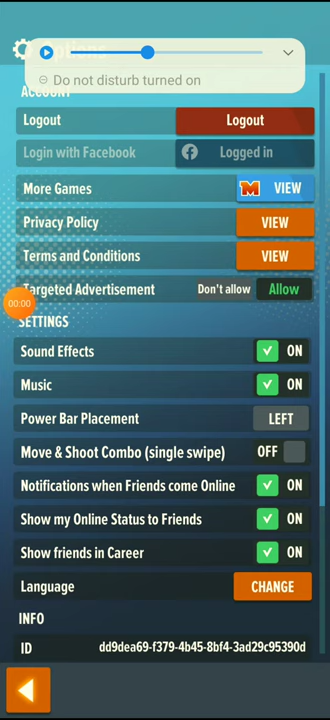 Options
Do not disturb turned on
ACCOUNT
Logout Logout
Login with Facebook Logged in
More Games M VIEW
Privacy Policy VIEW
Terms and Conditions VIEW
Targeted Advertisement Don't allow Allow
00:00
SETTINGS
Sound Effects ON
Music ON
Power Bar Placement LEFT
Move & Shoot Combo (single swipe) OFF
Notifications when Friends come Online ON
Show my Online Status to Friends ON
Show friends in Career ON
Language CHANGE
INFO
ID dd9dea69-f379-4b45-8bf4-3ad29c95390d